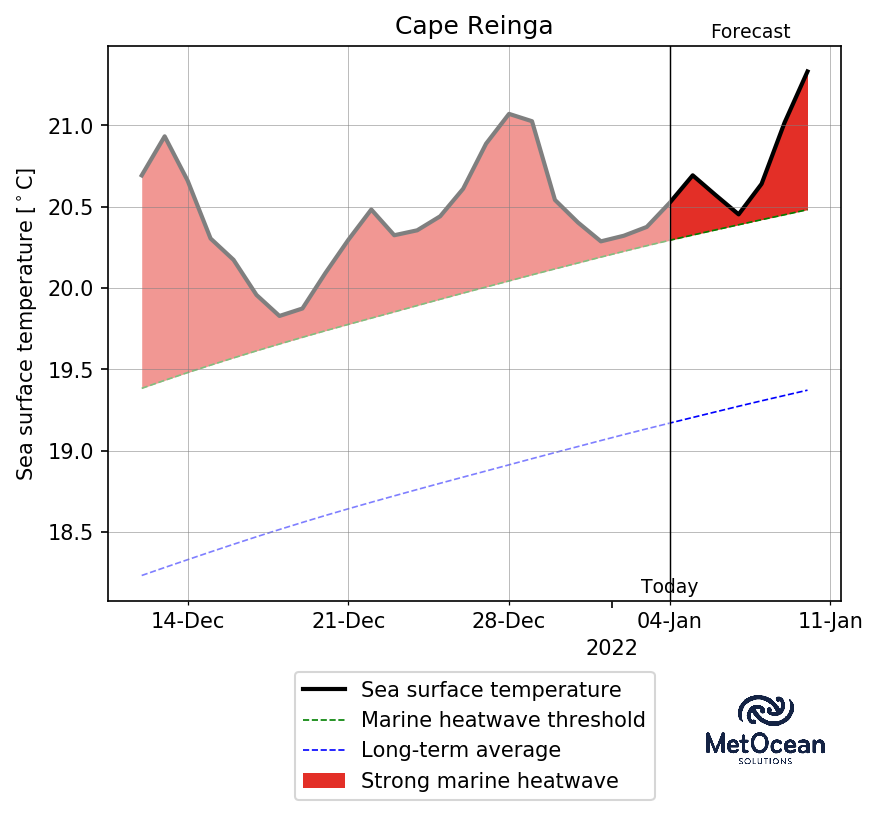 Cape Reinga
Forecast
Sea surface temperature [°C]
21.0
20.5
20.0
19.5
19.0
18.5
Today
14-Dec
21-Dec
28-Dec
04-Jan
11-Jan
2022
Sea surface temperature
Marine heatwave threshold
Long-term average
Strong marine heatwave
MetOcean
SOLUTIONS